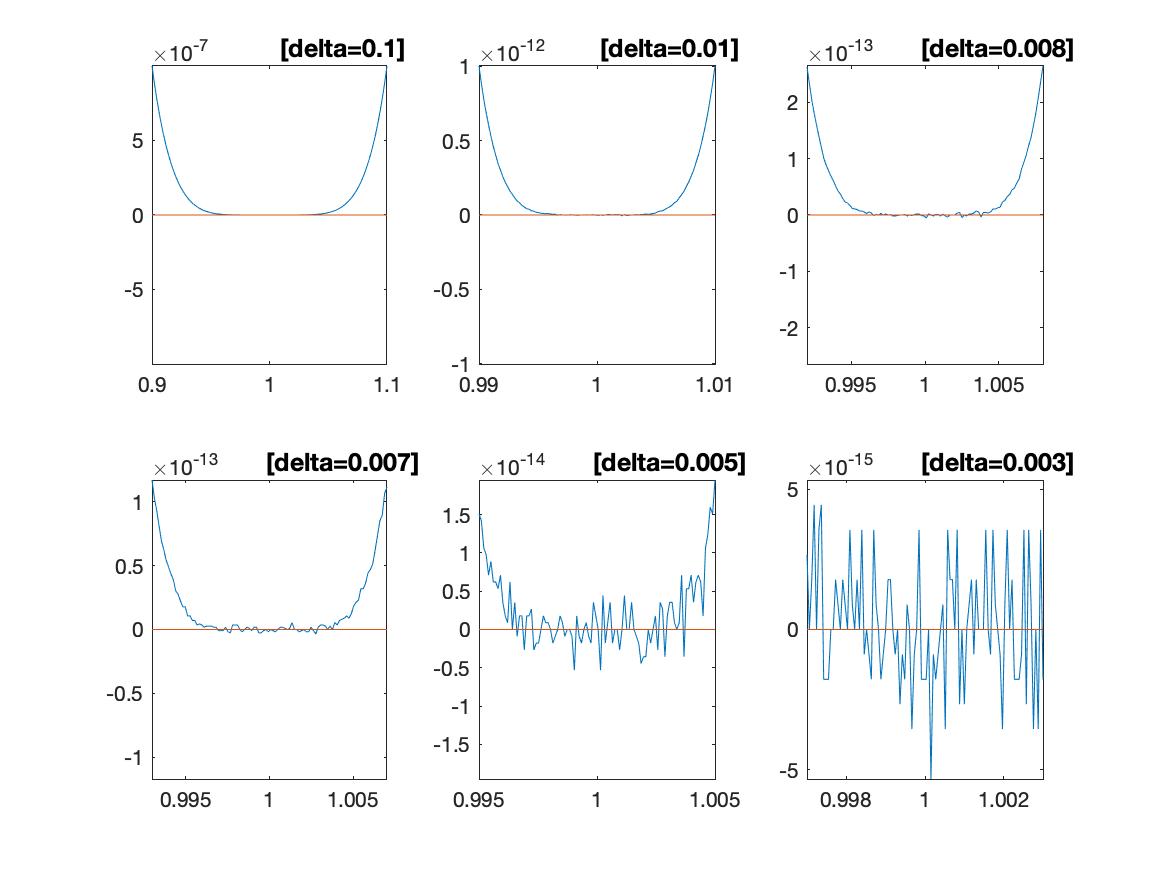 ×10-7 [delta=0.1]
5
0
-5
0.9 1 1.1
×10-12 [delta=0.01]
1
0.5
0
-0.5
-1
0.99 1 1.01
×10-13 [delta=0.008]
2
1
0
-1
-2
0.995 1 1.005
×10-13 [delta=0.007]
1
0.5
0
-0.5
-1
0.995 1 1.005
×10-14 [delta=0.005]
1.5
1
0.5
0
-0.5
-1
-1.5
0.995 1 1.005
×10-15 [delta=0.003]
5
0
-5
0.998 1 1.002